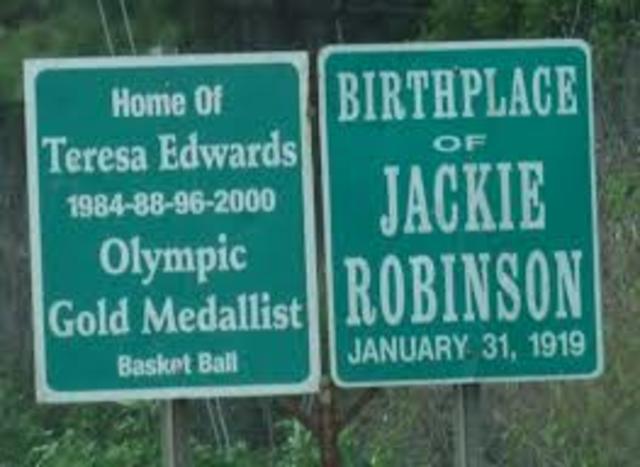 Home Of
Teresa Edwards
1984-88-96-2000
Olympic
Gold Medallist
Basket Ball
BIRTHPLACE
OF
JACKIE
ROBINSON
JANUARY 31, 1919